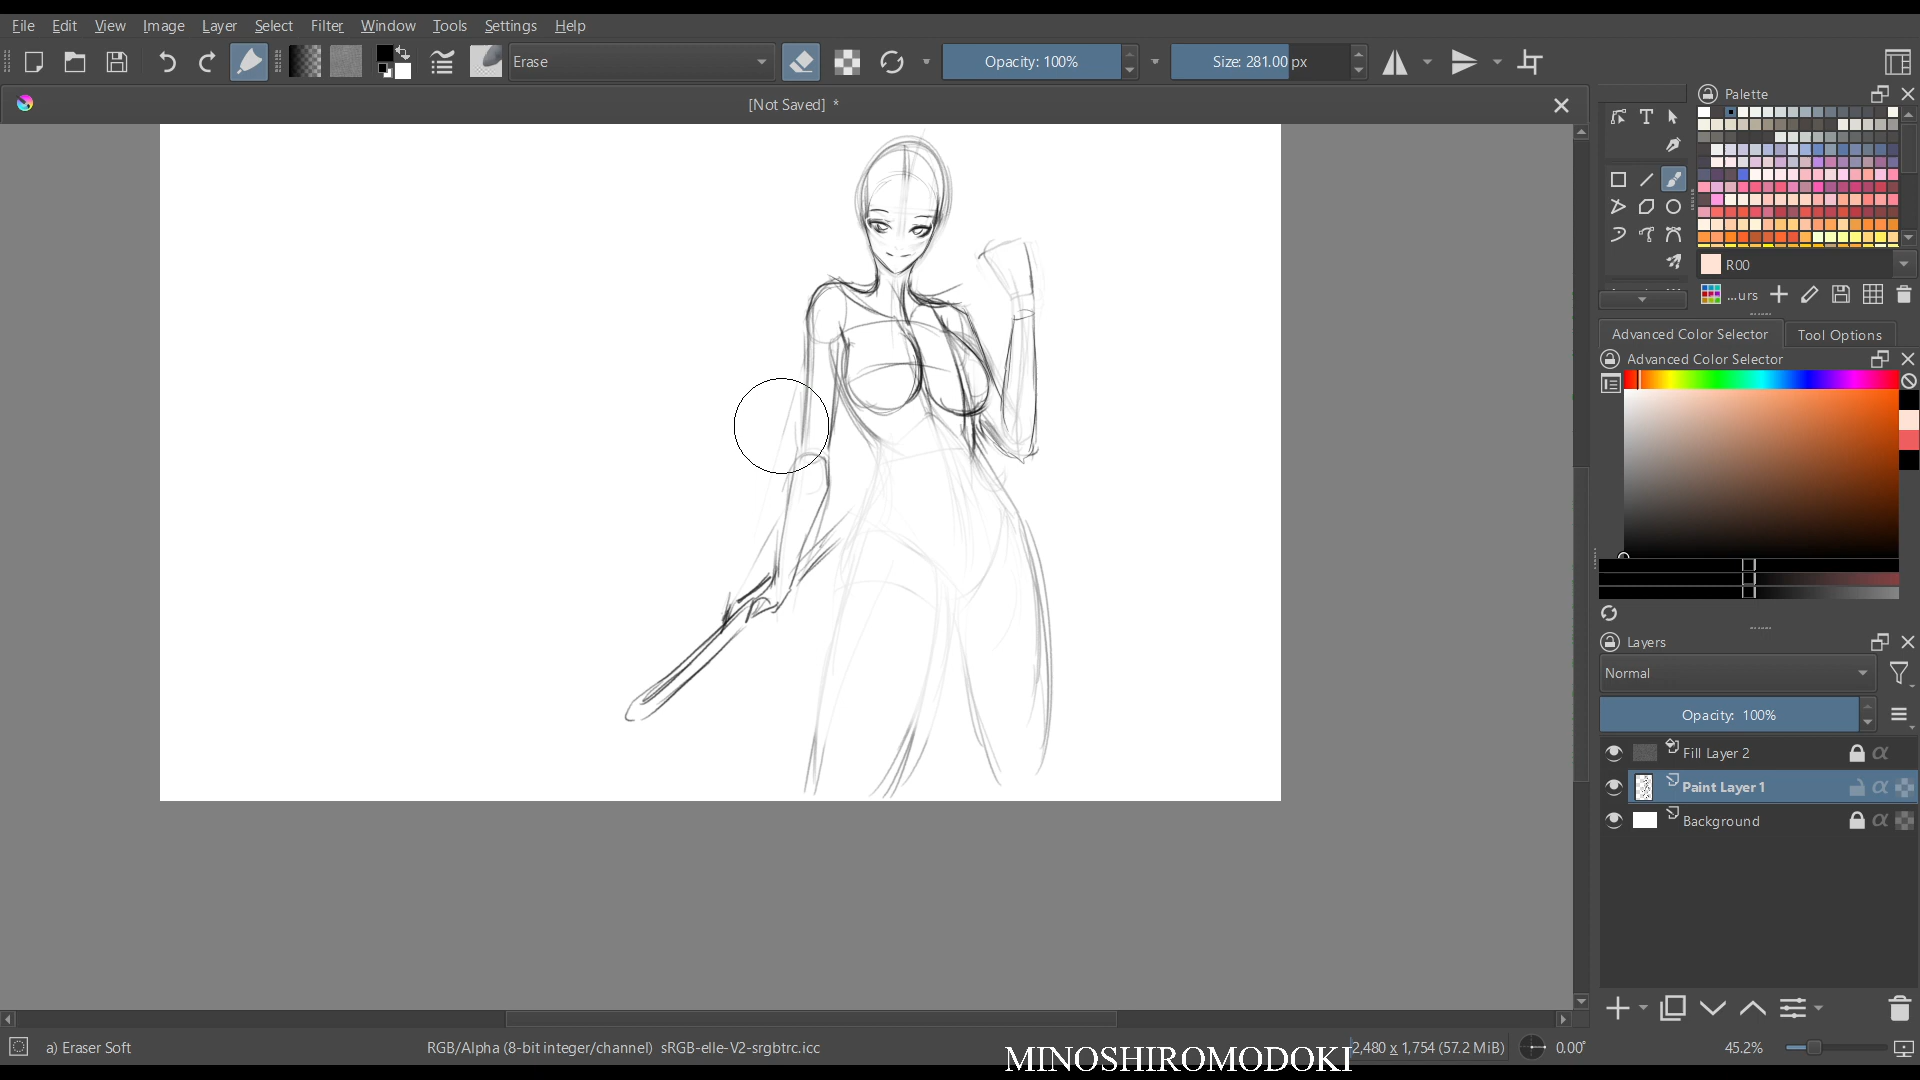 File Edit View Image Layer Select Filter Window Tools Settings Help
Erase Opacity: 100% Size: 281.00 px
[Not Saved] *
Palette
T
R00
...urs
Advanced Color Selector Tool Options
Advanced Color Selector
Layers
Normal
Opacity: 100%
Fill Layer 2
Paint Layer 1
Background
a) Eraser Soft RGB/Alpha (8-bit integer/channel) sRGB-elle-V2-srgbtrc.icc 2,480 x 1,754 (57.2 MiB) 0.00° 45.2%
MINOSHIROMODOKI